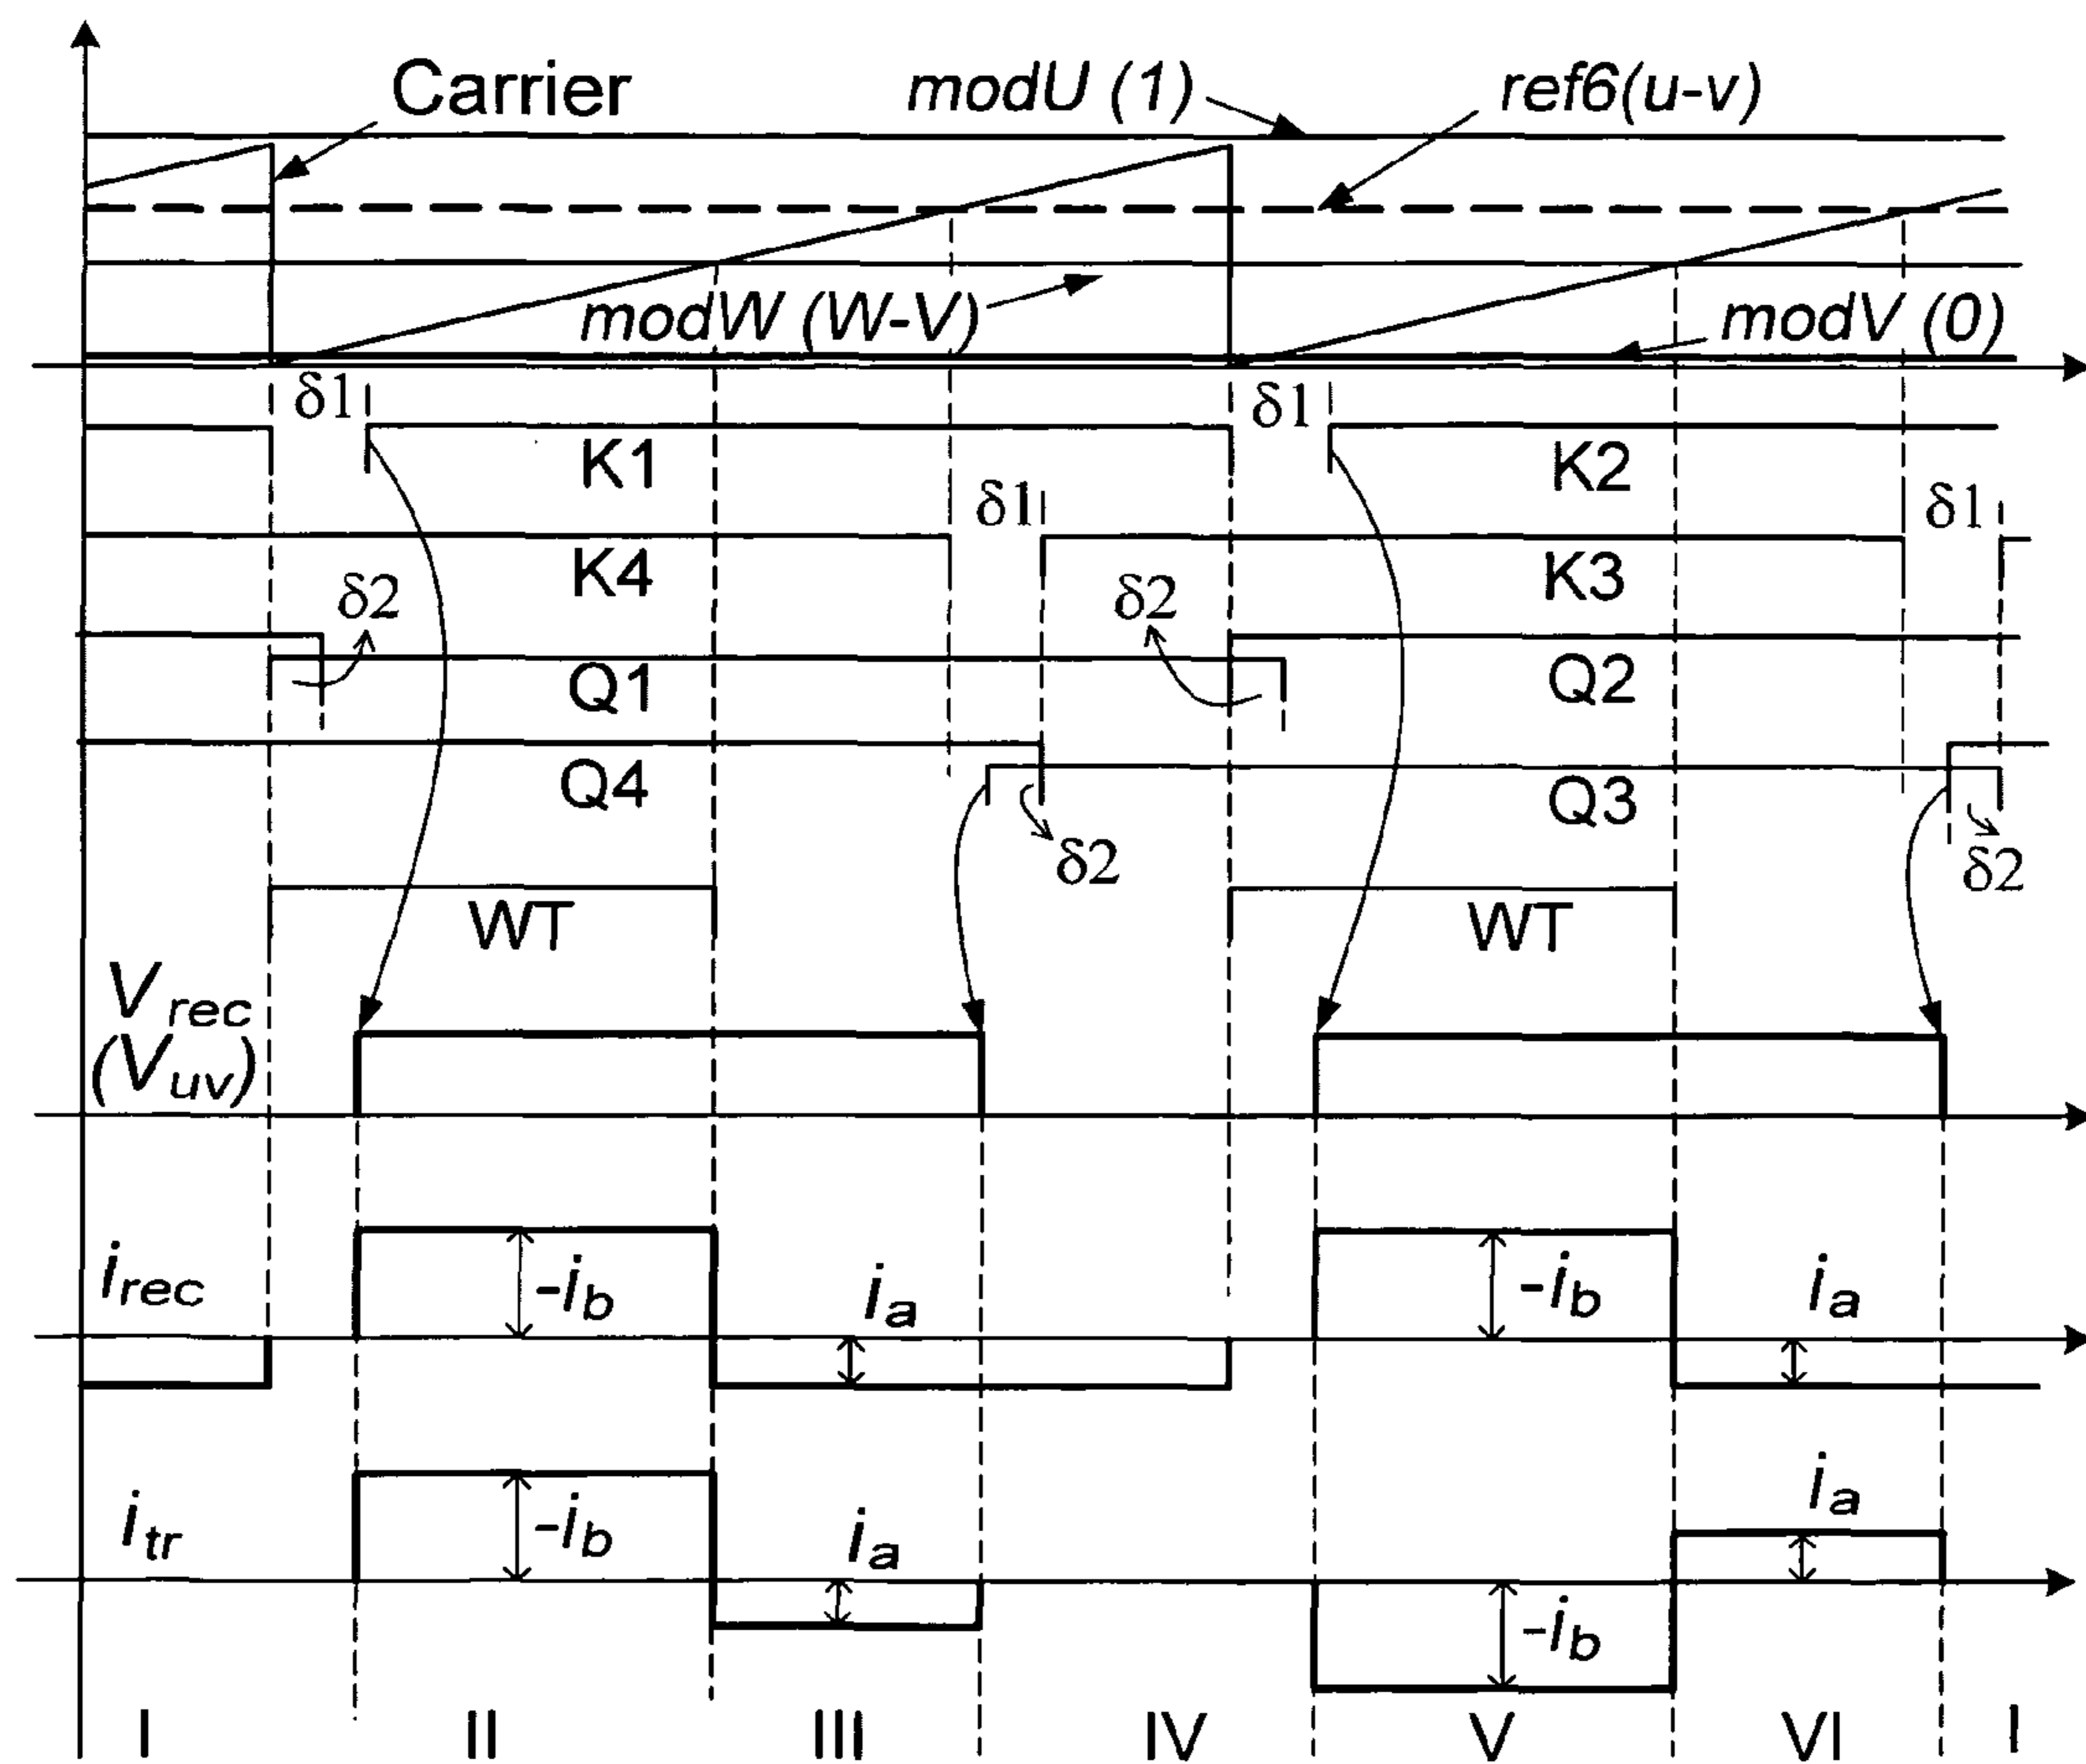 Carrier
modU (1)
ref6(u-v)
modW (W-V)
modV (0)
δ1
δ1
K1
K2
δ1
δ1
K4
K3
δ2
δ2
Q1
Q2
Q4
Q3
δ2
δ2
WT
WT
Vrec
(Vuv)
irec
-ib
ia
-ib
ia
itr
-ib
ia
-ib
ia
I
II
III
IV
V
VI
I